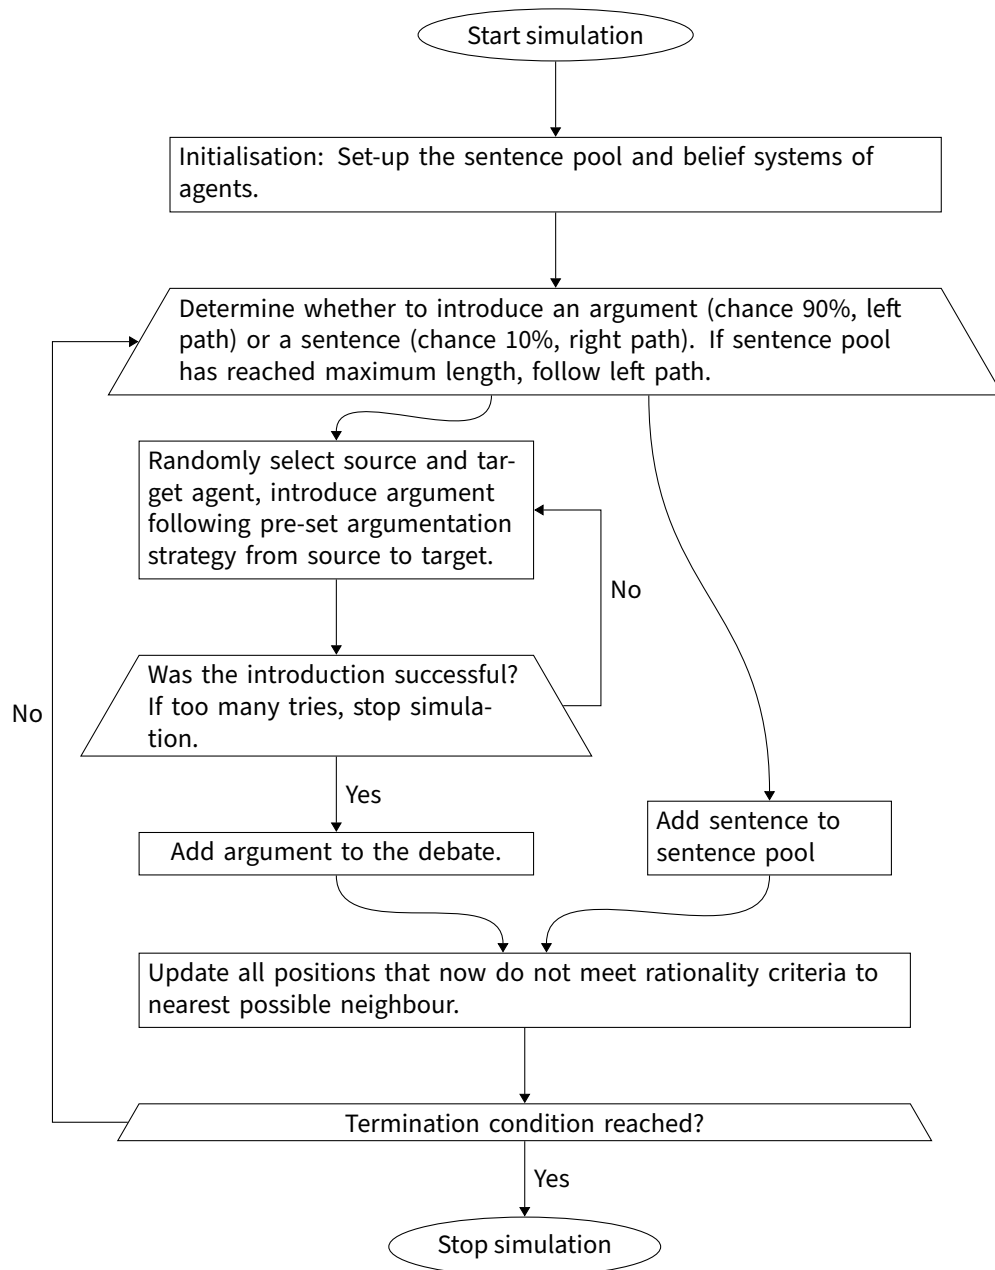 Start simulation
Initialisation: Set-up the sentence pool and belief systems of
agents.
Determine whether to introduce an argument (chance 90%, left
path) or a sentence (chance 10%, right path). If sentence pool
has reached maximum length, follow left path.
Randomly select source and tar-
get agent, introduce argument
following pre-set argumentation
strategy from source to target.
No
Was the introduction successful?
If too many tries, stop simula-
tion.
No
Yes
Add argument to the debate.
Add sentence to
sentence pool
Update all positions that now do not meet rationality criteria to
nearest possible neighbour.
Termination condition reached?
Yes
Stop simulation